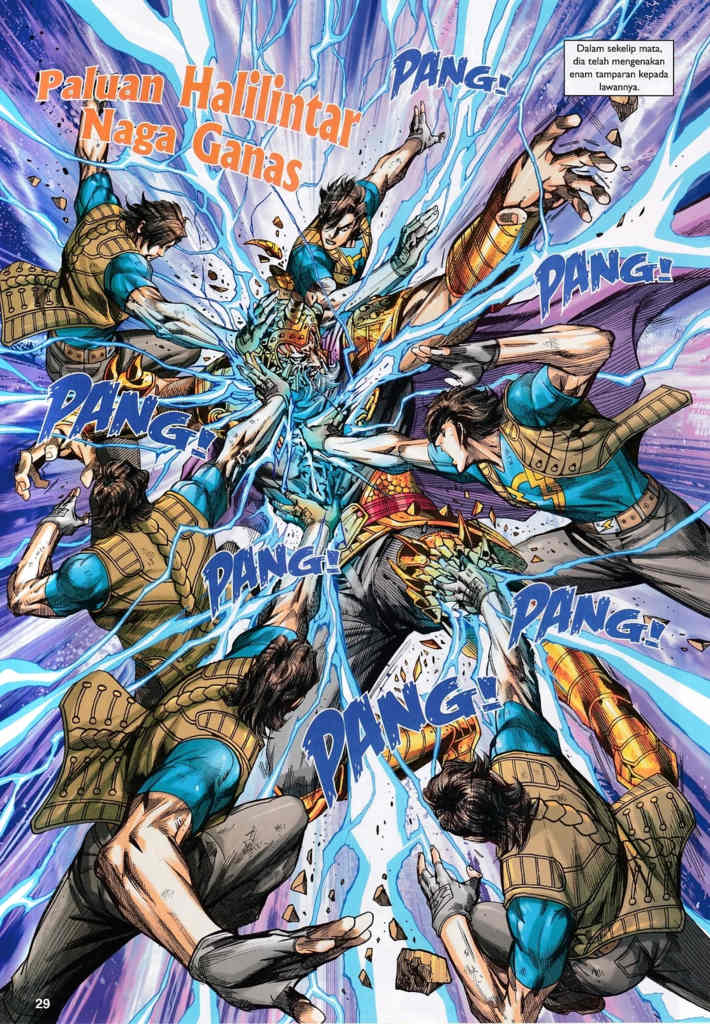 Dalam sekelip mata,
dia telah mengenakan
enam tamparan kepada
lawannya.
Paluan Halilintar
Naga Ganas
PANG!
PANG!
PANG!
PANG!
PANG!
PANG!
29